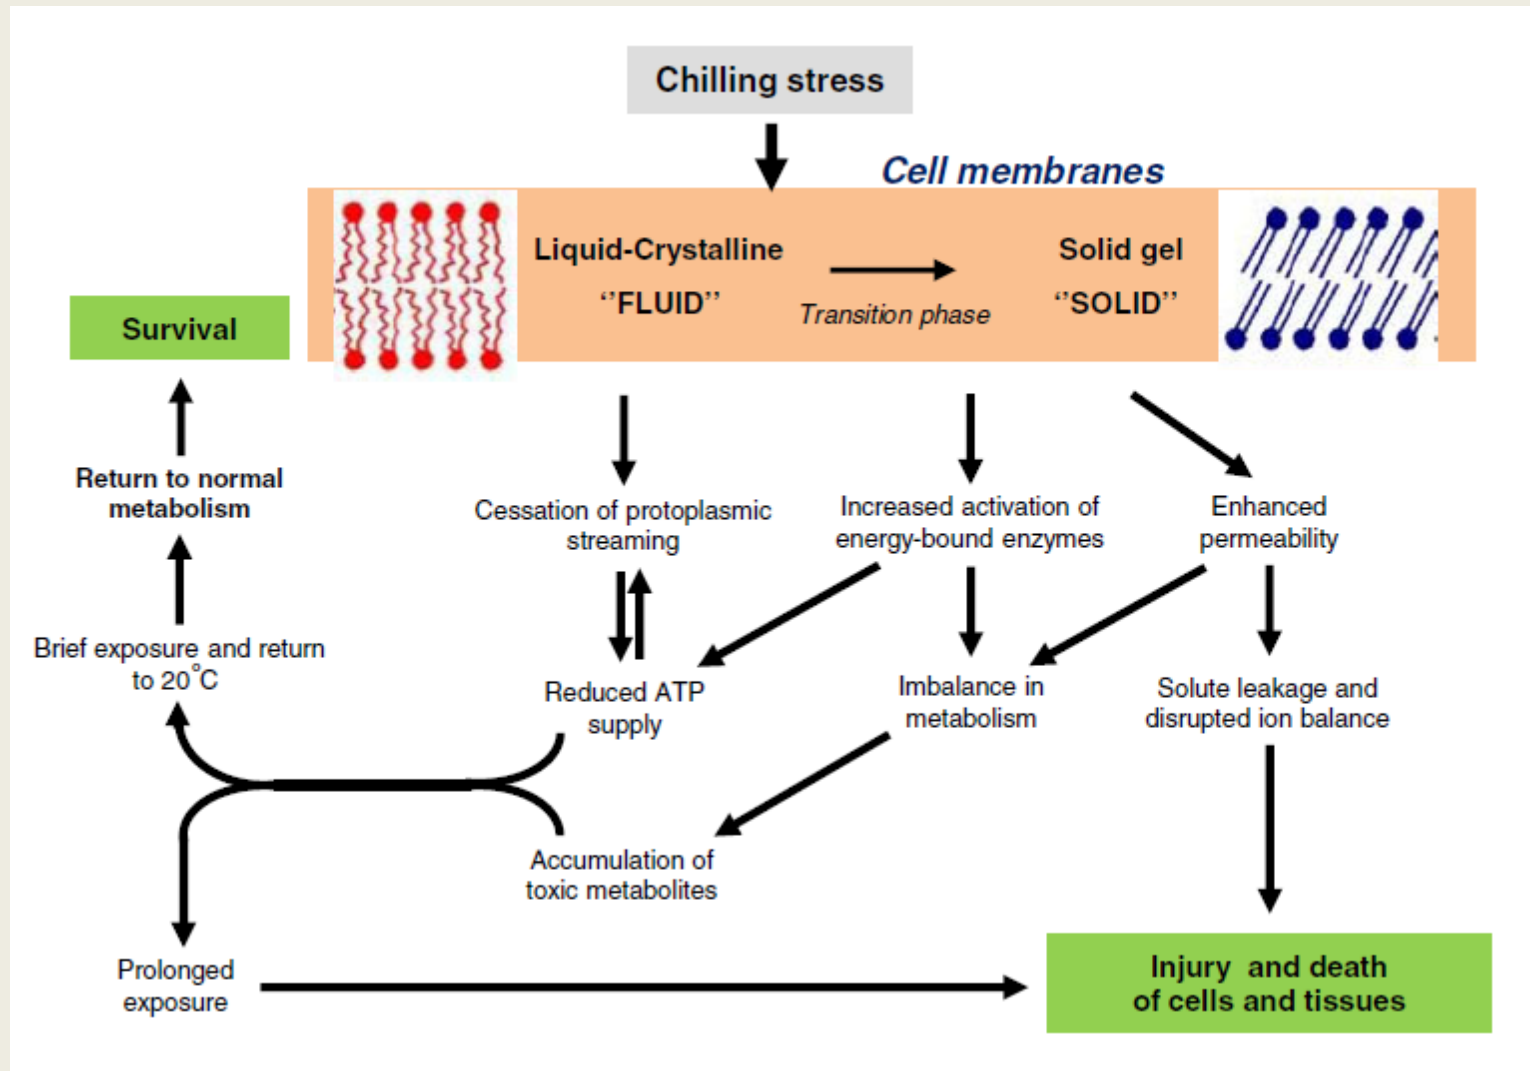 Chilling stress
Cell membranes
Liquid-Crystalline
‘’FLUID’’
Transition phase
Solid gel
‘’SOLID’’
Survival
Return to normal
metabolism
Brief exposure and return
to 20°C
Cessation of protoplasmic
streaming
Increased activation of
energy-bound enzymes
Enhanced
permeability
Reduced ATP
supply
Imbalance in
metabolism
Solute leakage and
disrupted ion balance
Accumulation of
toxic metabolites
Prolonged
exposure
Injury and death
of cells and tissues